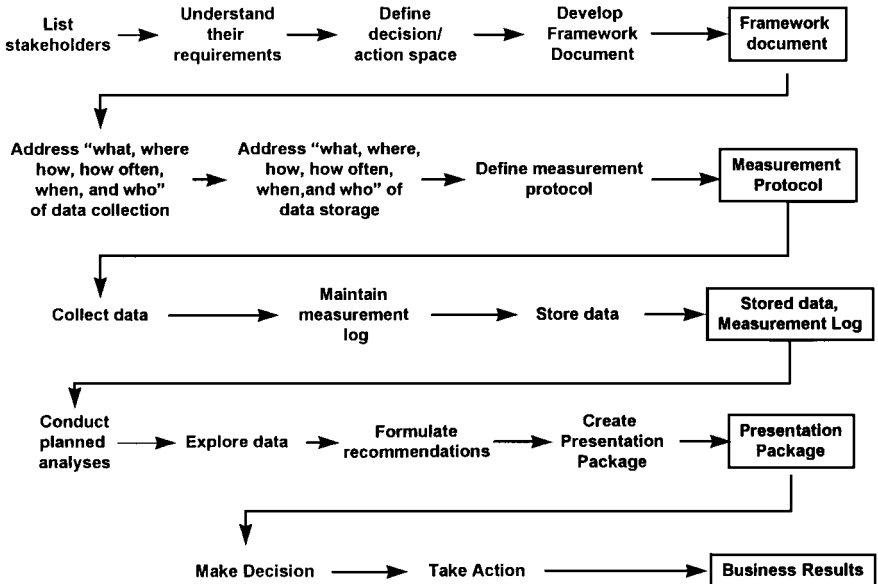 List
stakeholders
Understand
their
requirements
Define
decision/
action space
Develop
Framework
Document
Framework
document
Address “what, where
how, how often,
when, and who”
of data collection
Address “what, where,
how, how often,
when,and who” of
data storage
Define measurement
protocol
Measurement
Protocol
Collect data
Maintain
measurement
log
Store data
Stored data,
Measurement Log
Conduct
planned
analyses
Explore data
Formulate
recommendations
Create
Presentation
Package
Presentation
Package
Make Decision
Take Action
Business Results